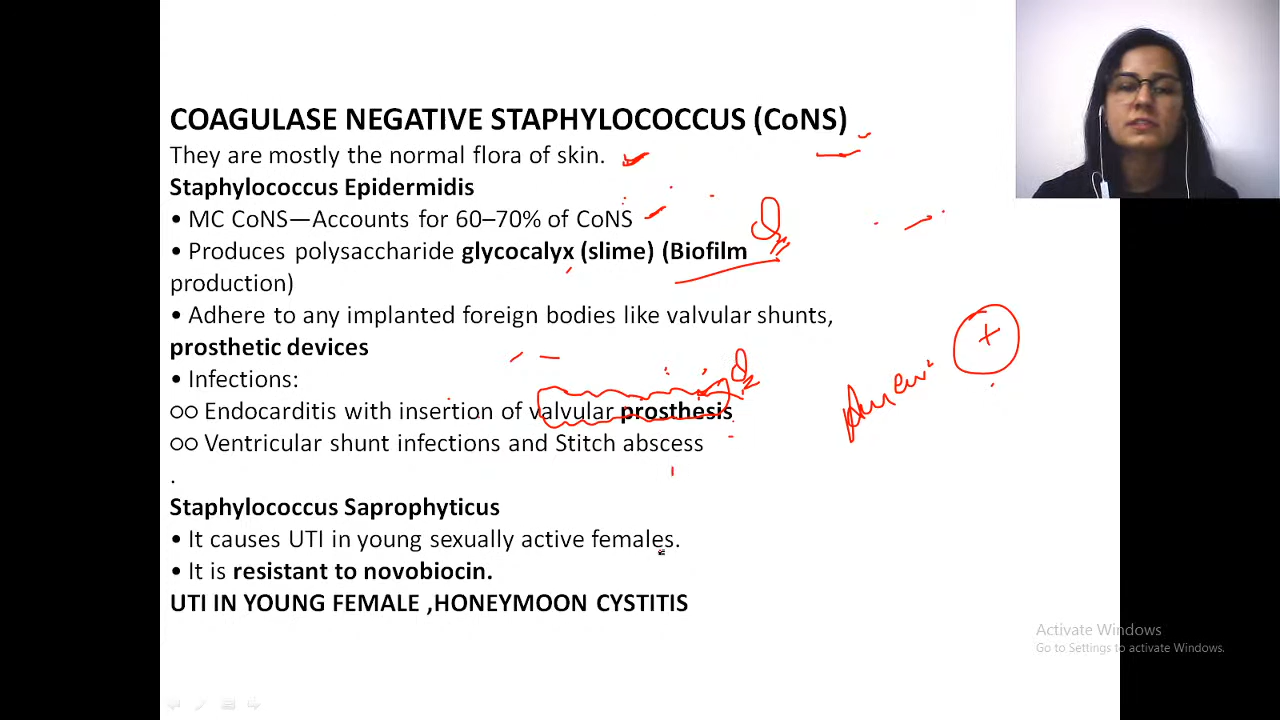 COAGULASE NEGATIVE STAPHYLOCOCCUS (CoNS)
They are mostly the normal flora of skin.
Staphylococcus Epidermidis
• MC CoNS—Accounts for 60–70% of CoNS
• Produces polysaccharide glycocalyx (slime) (Biofilm
production)
• Adhere to any implanted foreign bodies like valvular shunts,
prosthetic devices
• Infections:
○○ Endocarditis with insertion of valvular prosthesis
○○ Ventricular shunt infections and Stitch abscess
.
Staphylococcus Saprophyticus
• It causes UTI in young sexually active females.
• It is resistant to novobiocin.
UTI IN YOUNG FEMALE ,HONEYMOON CYSTITIS
Activate Windows
Go to Settings to activate Windows.